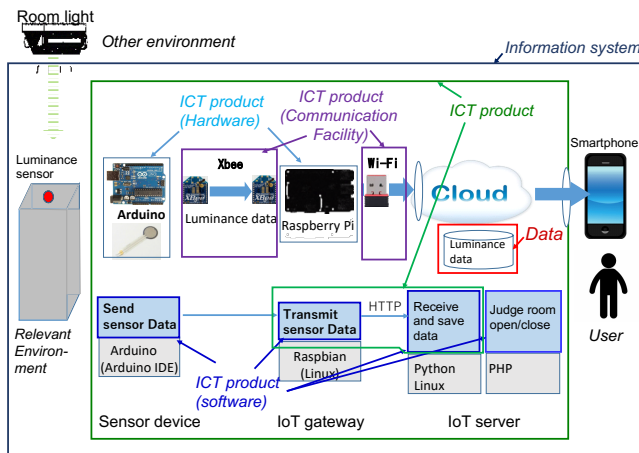 Room light
Other environment
Information system
ICT product
(Hardware)
ICT product
(Communication
Facility)
ICT product
Smartphone
Luminance
sensor
Xbee
Wi-Fi
Cloud
Arduino
Luminance data
Raspberry Pi
Data
Luminance
data
Relevant
Environ-
ment
User
Send
sensor Data
Transmit
sensor Data
HTTP
Receive
and save
data
Judge room
open/close
Arduino
(Arduino IDE)
Raspbian
(Linux)
Python
Linux
PHP
ICT product
(software)
Sensor device
IoT gateway
IoT server